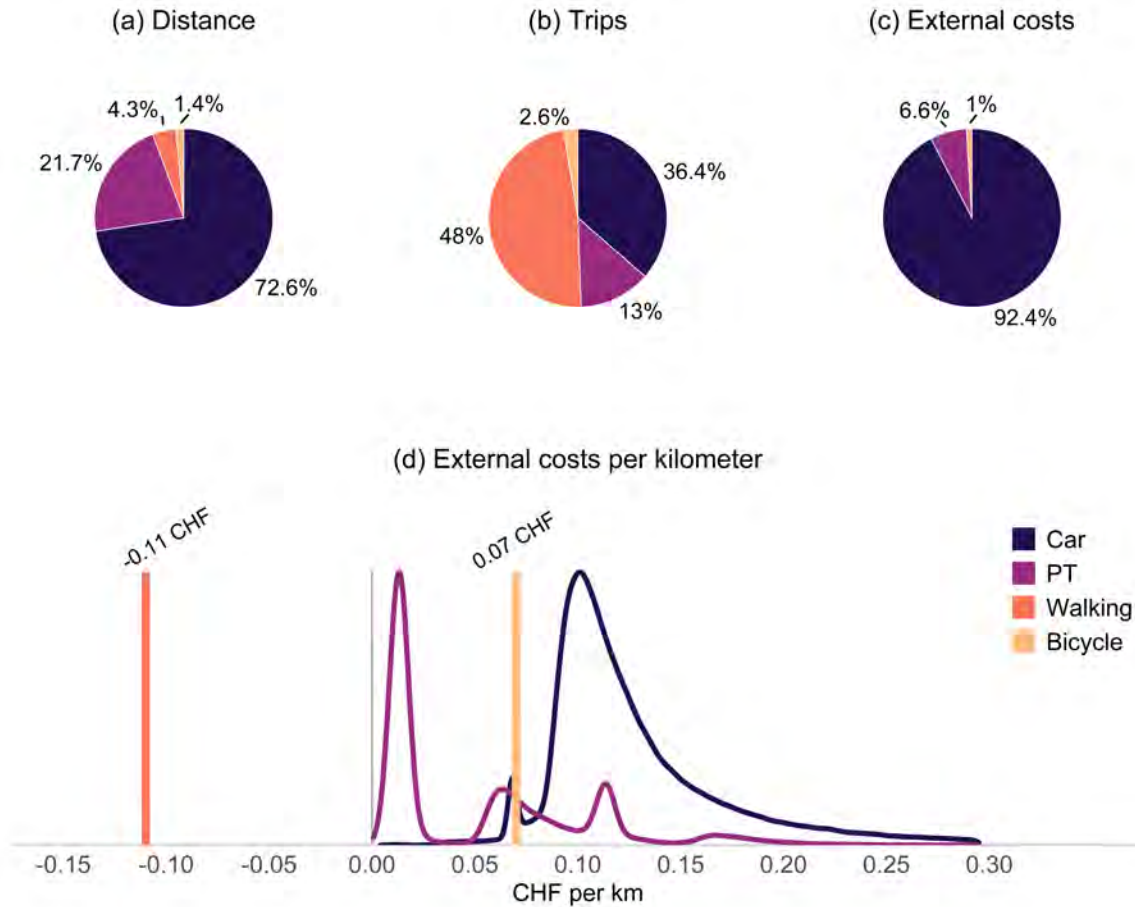 (a) Distance
(b) Trips
(c) External costs
4.3%
1.4%
21.7%
72.6%
2.6%
36.4%
48%
13%
6.6%
1%
92.4%
(d) External costs per kilometer
-0.11 CHF
0.07 CHF
Car
PT
Walking
Bicycle
-0.15 -0.10 -0.05 0.00 0.05 0.10 0.15 0.20 0.25 0.30
CHF per km